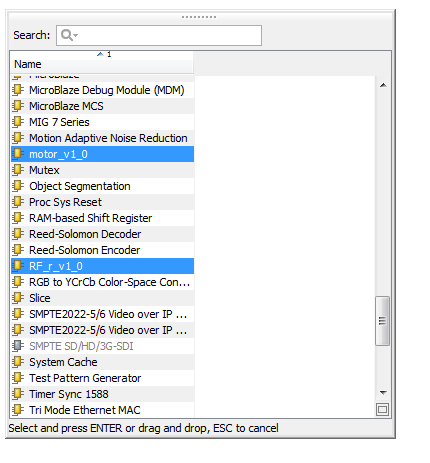 Search:
1
Name
MicroBlaze
MicroBlaze Debug Module (MDM)
MicroBlaze MCS
MIG 7 Series
Motion Adaptive Noise Reduction
motor_v1_0
Mutex
Object Segmentation
Proc Sys Reset
RAM-based Shift Register
Reed-Solomon Decoder
Reed-Solomon Encoder
RF_r_v1_0
RGB to YCrCb Color-Space Con...
Slice
SMPTE2022-5/6 Video over IP ...
SMPTE2022-5/6 Video over IP ...
SMPTE SD/HD/3G-SDI
System Cache
Test Pattern Generator
Timer Sync 1588
Tri Mode Ethernet MAC
Select and press ENTER or drag and drop, ESC to cancel